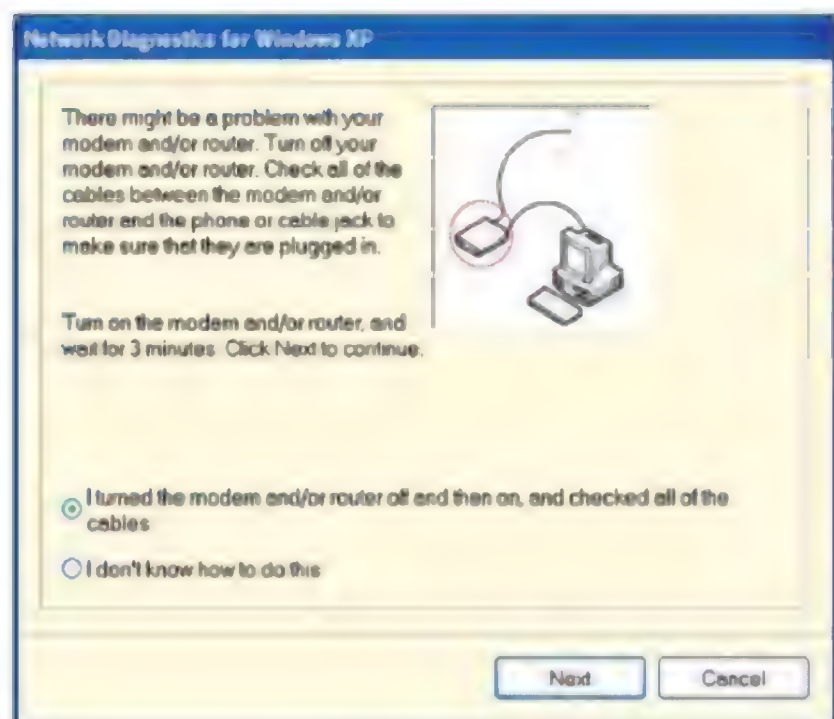 Network Diagnostics for Windows XP
There might be a problem with your
modem and/or router. Turn off your
modem and/or router. Check all of the
cables between the modem and/or
router and the phone or cable jack to
make sure that they are plugged in.
Turn on the modem and/or router, and
wait for 3 minutes. Click Next to continue.
I turned the modem and/or router off and then on, and checked all of the
cables
I don't know how to do this
Next
Cancel